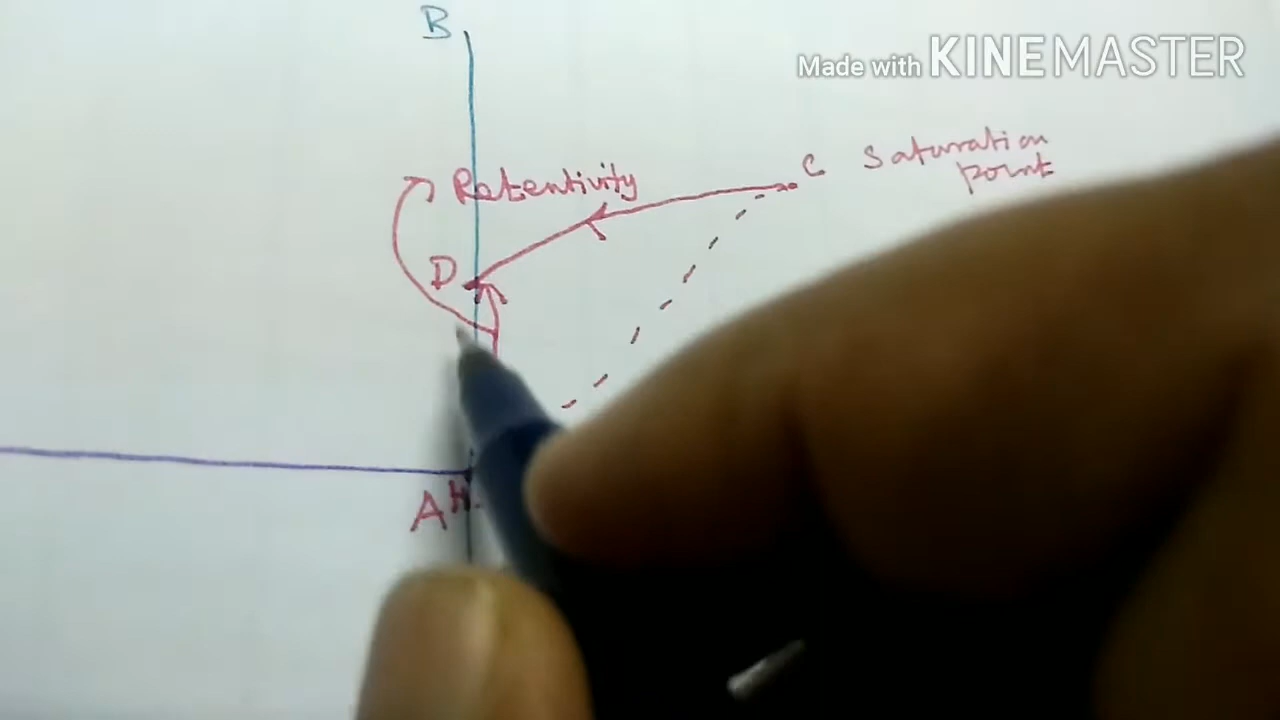 B
Made with KINEMASTER
C Saturation
point
Retentivity
D
A H